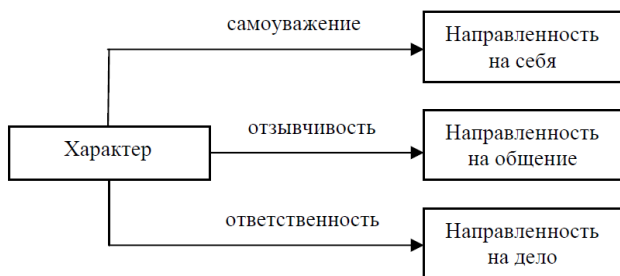 самоуважение
Направленность
на себя
Характер
отзывчивость
Направленность
на общение
ответственность
Направленность
на дело